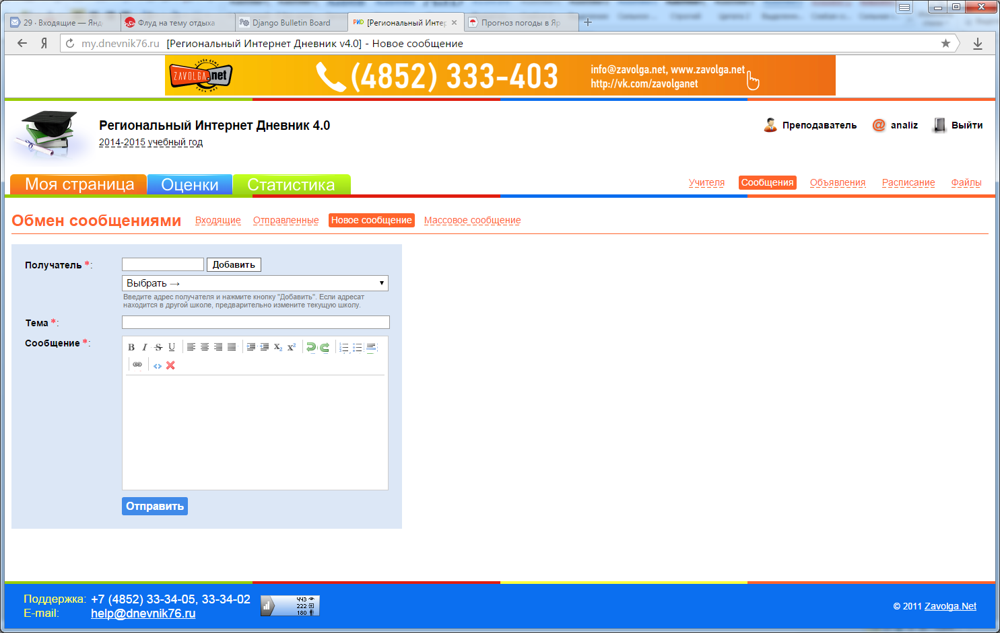 29 · Входящие — Янд
Флуд на тему отдыха
Django Bulletin Board
РИD [Региональный Интер
Прогноз погоды в Яр
Я my.dnevnik76.ru [Региональный Интернет Дневник v4.0] - Новое сообщение
ZAVOLGA.net
(4852) 333-403
info@zavolga.net, www.zavolga.net
http://vk.com/zavolganet
Региональный Интернет Дневник 4.0
2014-2015 учебный год
Преподаватель
analiz
Выйти
Моя страница Оценки Статистика
Учителя Сообщения Объявления Расписание Файлы
Обмен сообщениями Входящие Отправленные Новое сообщение Массовое сообщение
Получатель *: Добавить
Выбрать →
Введите адрес получателя и нажмите кнопку "Добавить". Если адресат
находится в другой школе, предварительно измените текущую школу.
Тема *:
Сообщение *:
B I S U X₂ X²
Отправить
Поддержка: +7 (4852) 33-34-05, 33-34-02
E-mail: help@dnevnik76.ru
443
222
180
© 2011 Zavolga.Net